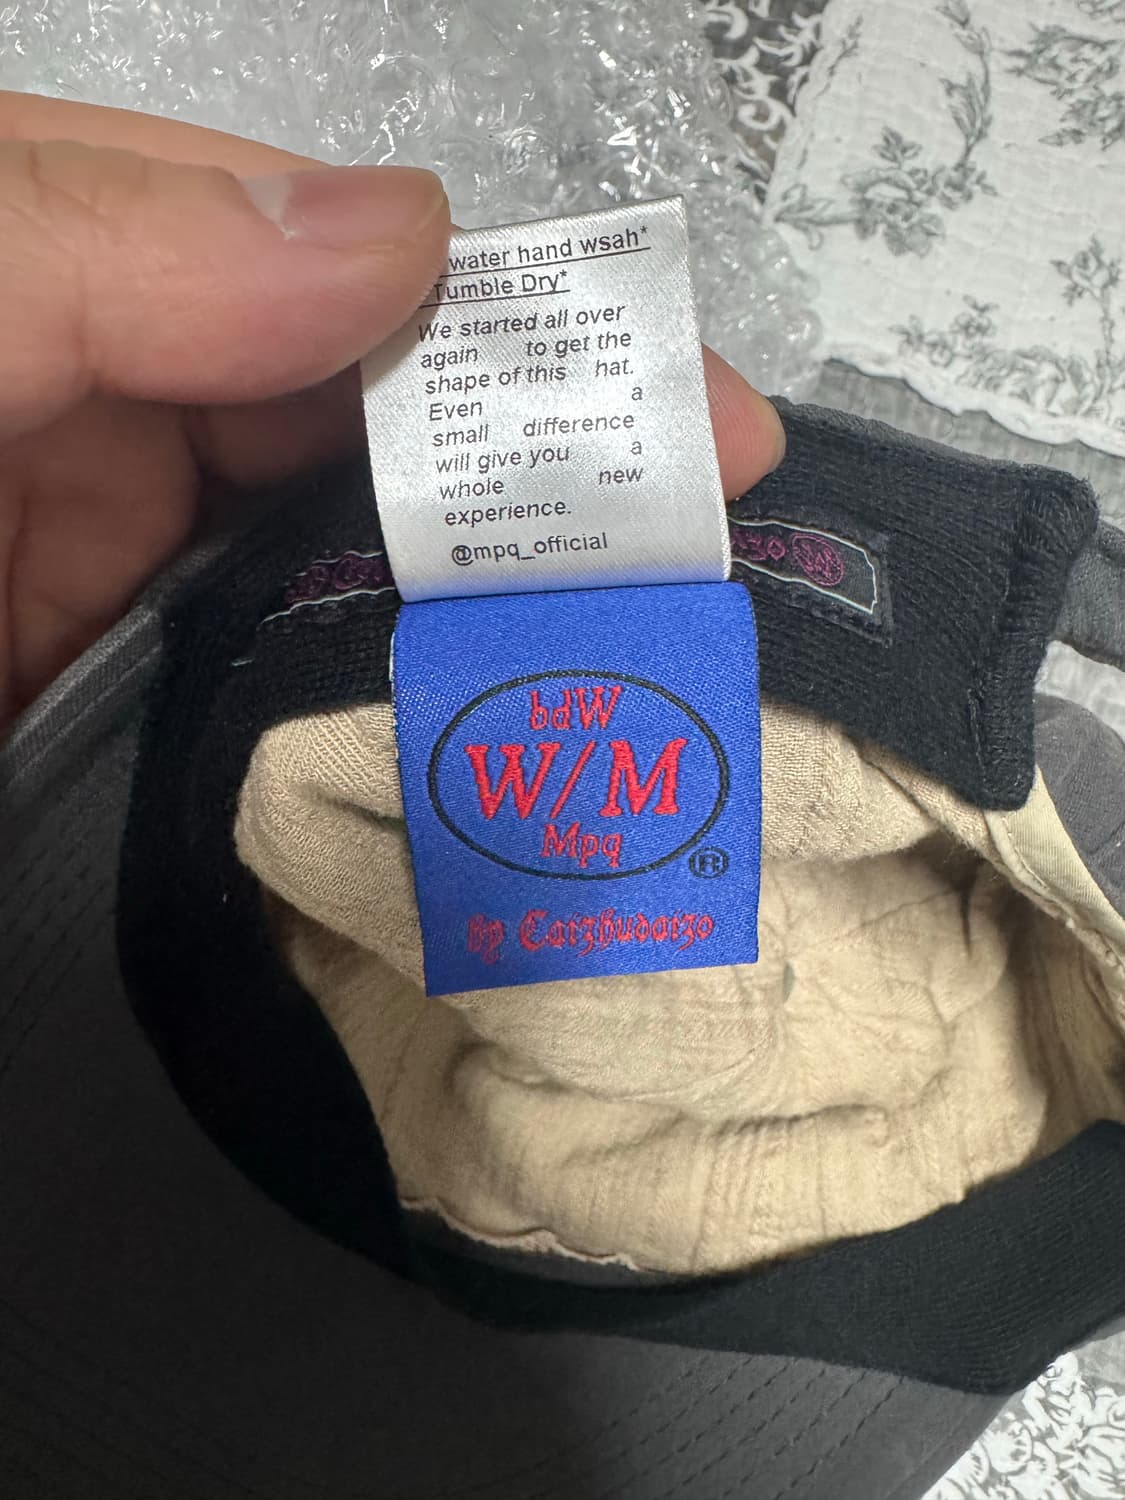 water hand wsah*
Tumble Dry*
We started all over
again to get the
shape of this hat.
Even a
small difference
will give you a
whole new
experience.
@mpq_official
bdW
W/M
Mpq
®
by Caizbudaizo